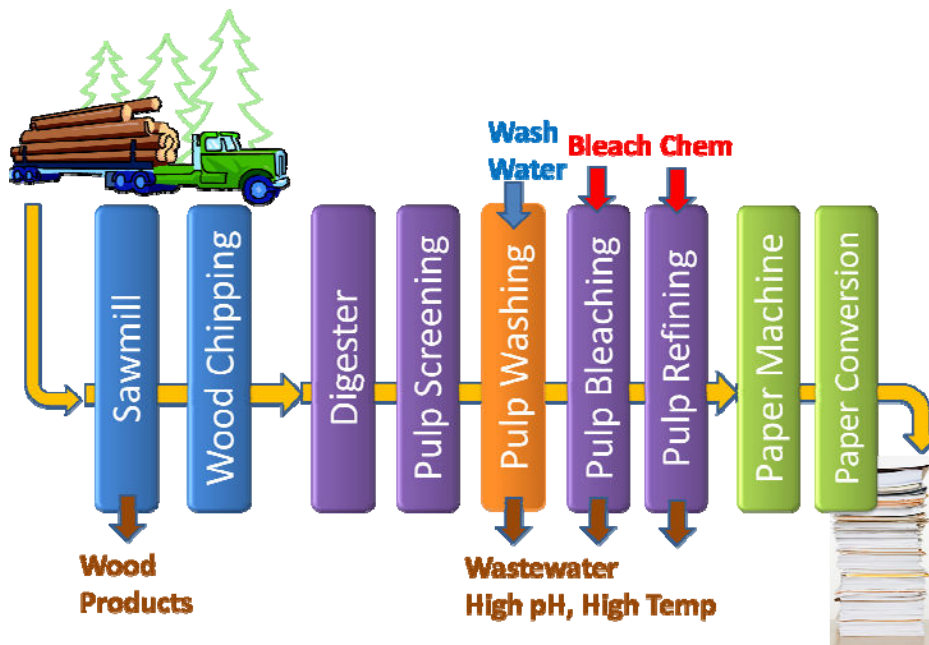 Wash
Water
Bleach Chem
Sawmill
Wood Chipping
Digester
Pulp Screening
Pulp Washing
Pulp Bleaching
Pulp Refining
Paper Machine
Paper Conversion
Wood
Products
Wastewater
High pH, High Temp